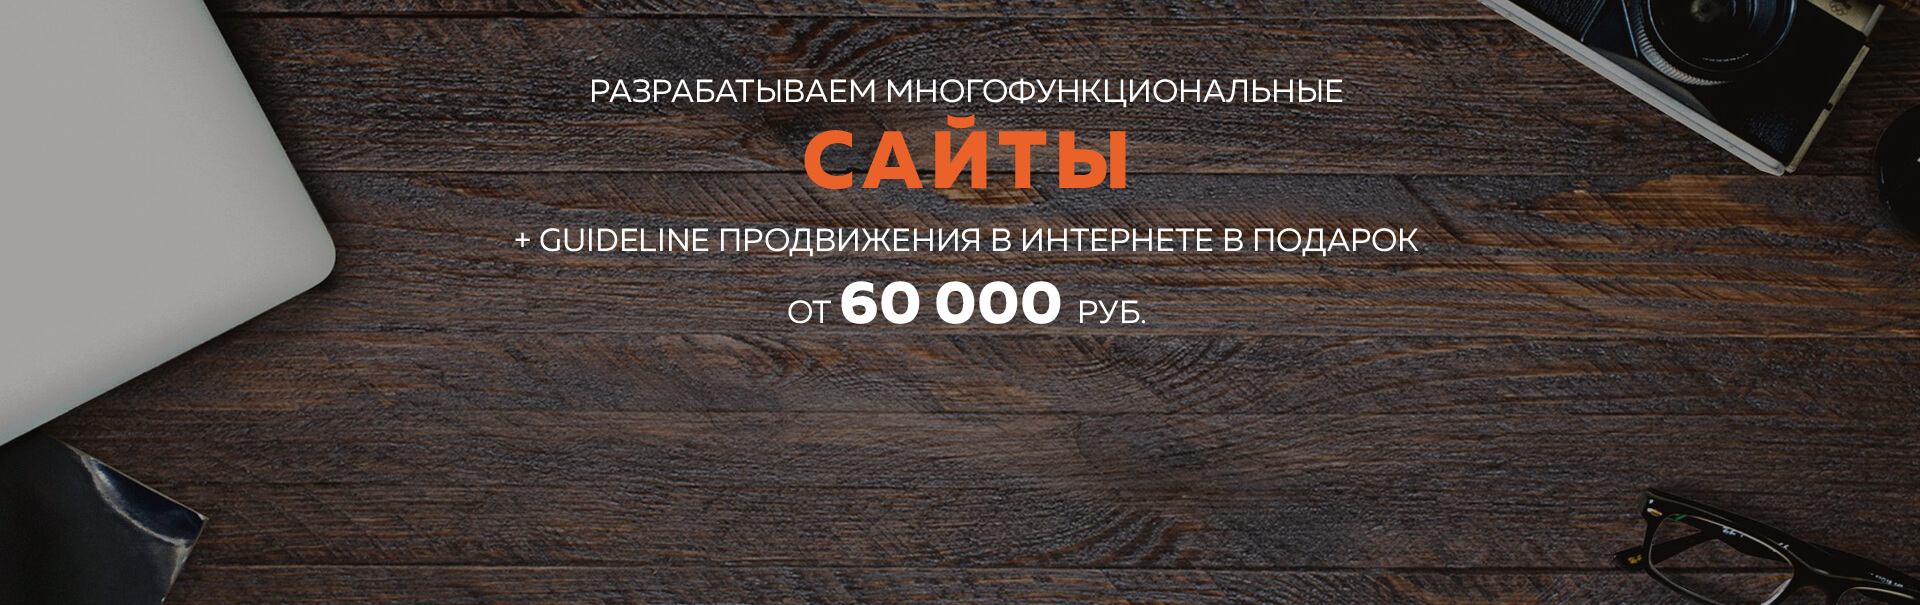 РАЗРАБАТЫВАЕМ МНОГОФУНКЦИОНАЛЬНЫЕ
САЙТЫ
+ GUIDELINE ПРОДВИЖЕНИЯ В ИНТЕРНЕТЕ В ПОДАРОК
ОТ 60 000 РУБ.